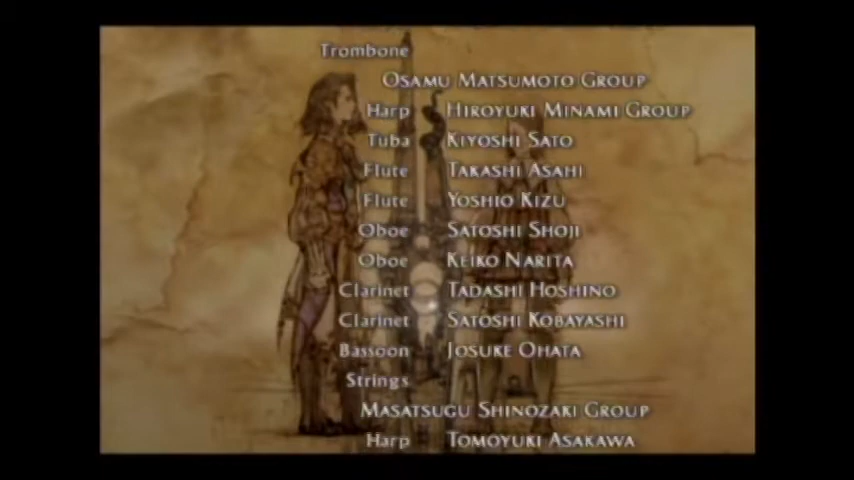 Trombone
OSAMU MATSUMOTO GROUP
Harp HIROYUKI MINAMI GROUP
Tuba KIYOSHI SATO
Flute TAKASHI ASAHI
Flute YOSHIO KIZU
Oboe SATOSHI SHOJI
Oboe KEIKO NARITA
Clarinet TADASHI HOSHINO
Clarinet SATOSHI KOBAYASHI
Bassoon JOSUKE OHATA
Strings
MASATSUGU SHINOZAKI GROUP
Harp TOMOYUKI ASAKAWA